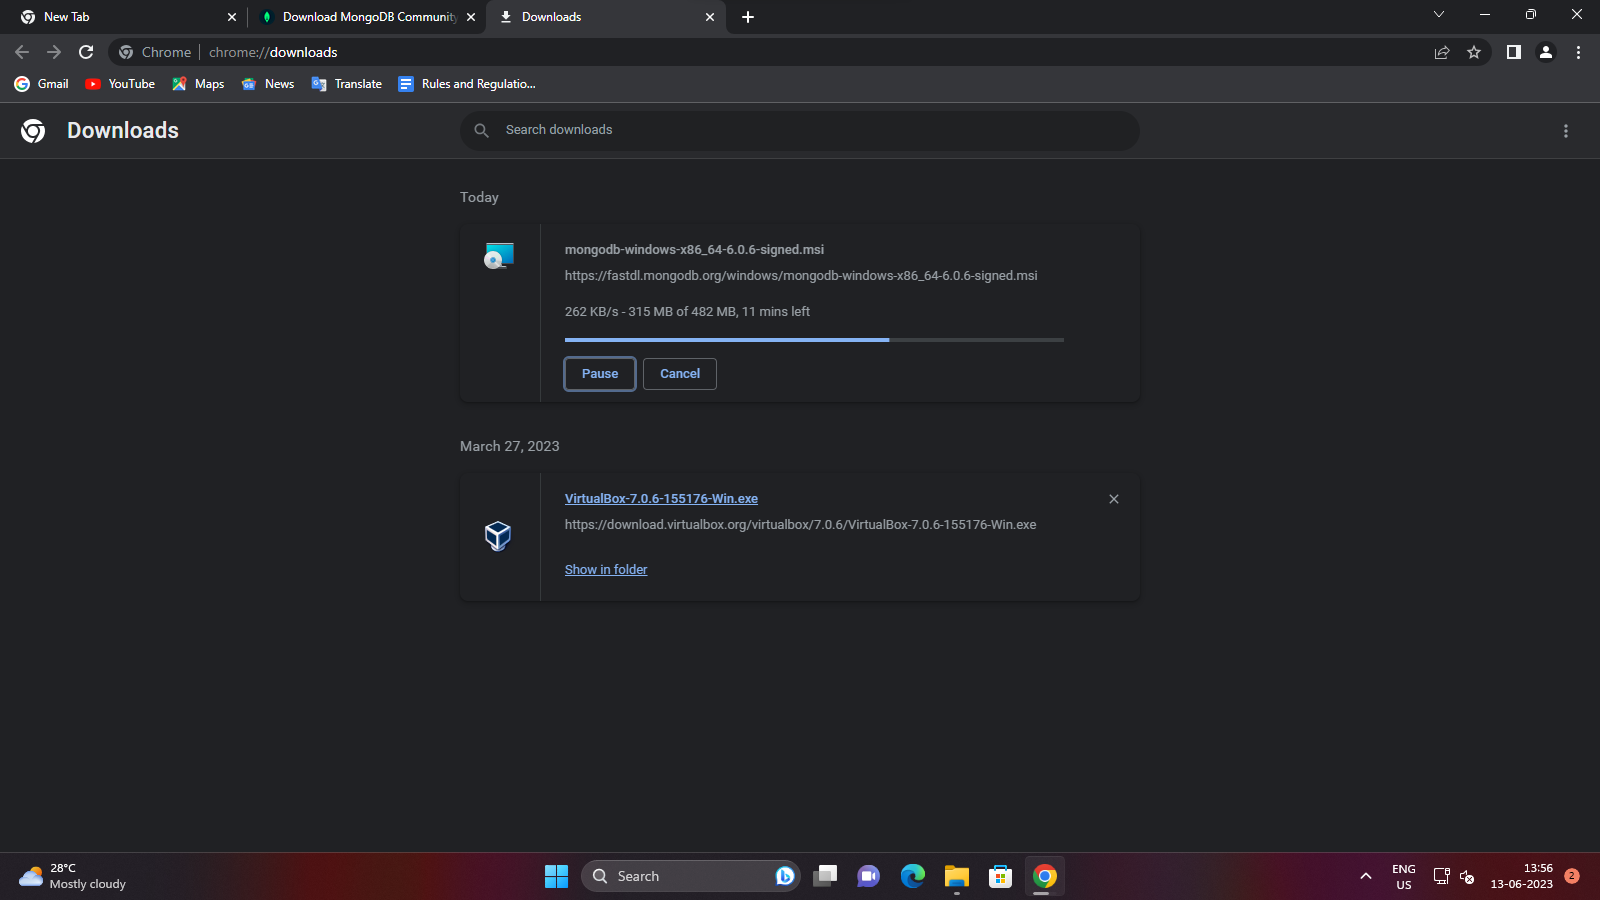 New Tab
Download MongoDB Community
Downloads
Chrome
chrome://downloads
Gmail
YouTube
Maps
News
Translate
Rules and Regulatio...
Downloads
Search downloads
Today
mongodb-windows-x86_64-6.0.6-signed.msi
https://fastdl.mongodb.org/windows/mongodb-windows-x86_64-6.0.6-signed.msi
262 KB/s - 315 MB of 482 MB, 11 mins left
Pause
Cancel
March 27, 2023
VirtualBox-7.0.6-155176-Win.exe
https://download.virtualbox.org/virtualbox/7.0.6/VirtualBox-7.0.6-155176-Win.exe
Show in folder
28°C
Mostly cloudy
Search
ENG
US
13:56
13-06-2023
2